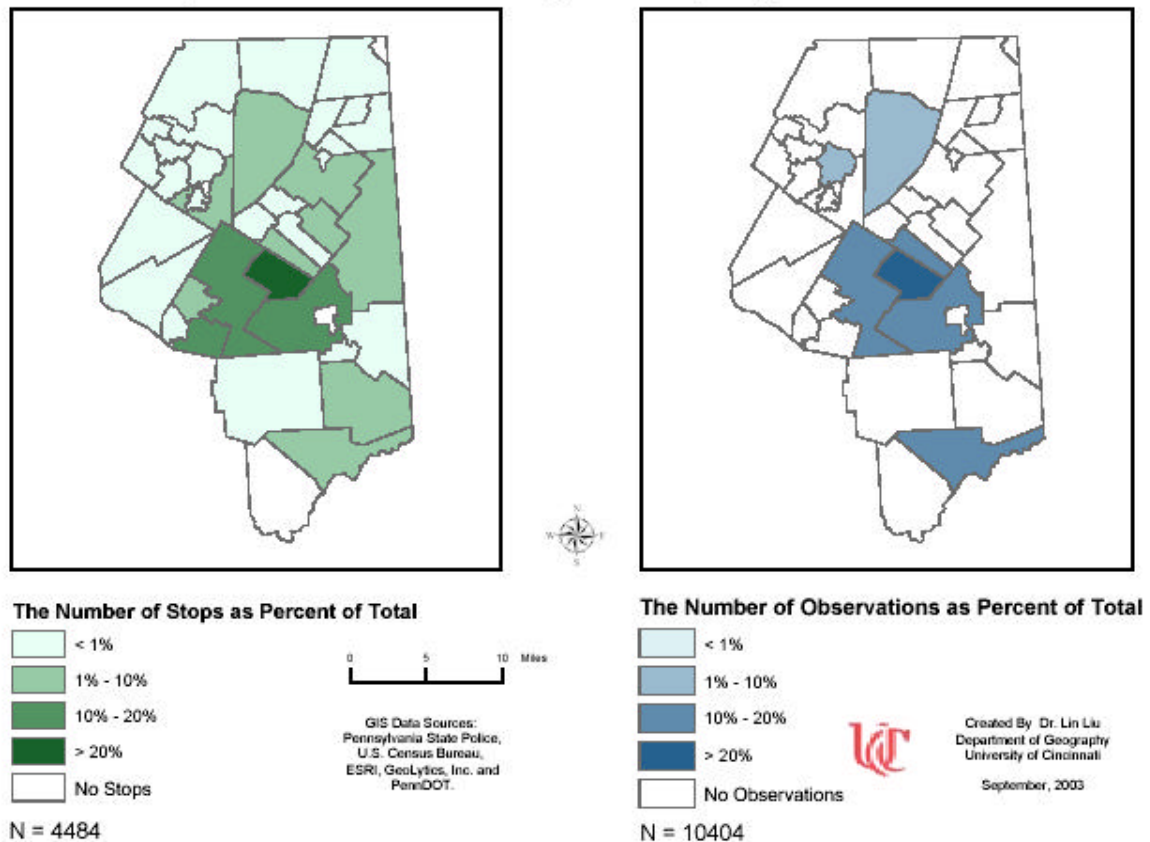 N
W
E
S
The Number of Stops as Percent of Total
< 1%
1% - 10%
10% - 20%
> 20%
No Stops
N = 4484
0 5 10 Miles
GIS Data Sources:
Pennsylvania State Police,
U.S. Census Bureau,
ESRI, GeoLytics, Inc. and
PennDOT.
The Number of Observations as Percent of Total
< 1%
1% - 10%
10% - 20%
> 20%
No Observations
N = 10404
UC
Created By Dr. Lin Liu
Department of Geography
University of Cincinnati
September, 2003